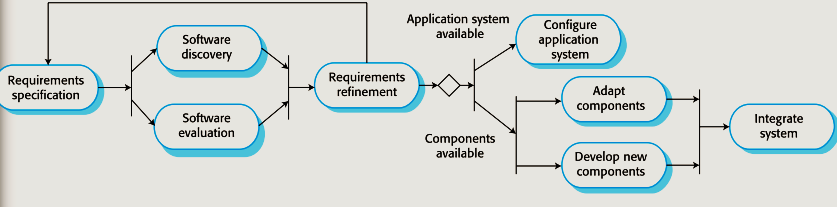 Requirements
specification
Software
discovery
Software
evaluation
Requirements
refinement
Application system
available
Configure
application
system
Components
available
Adapt
components
Develop new
components
Integrate
system